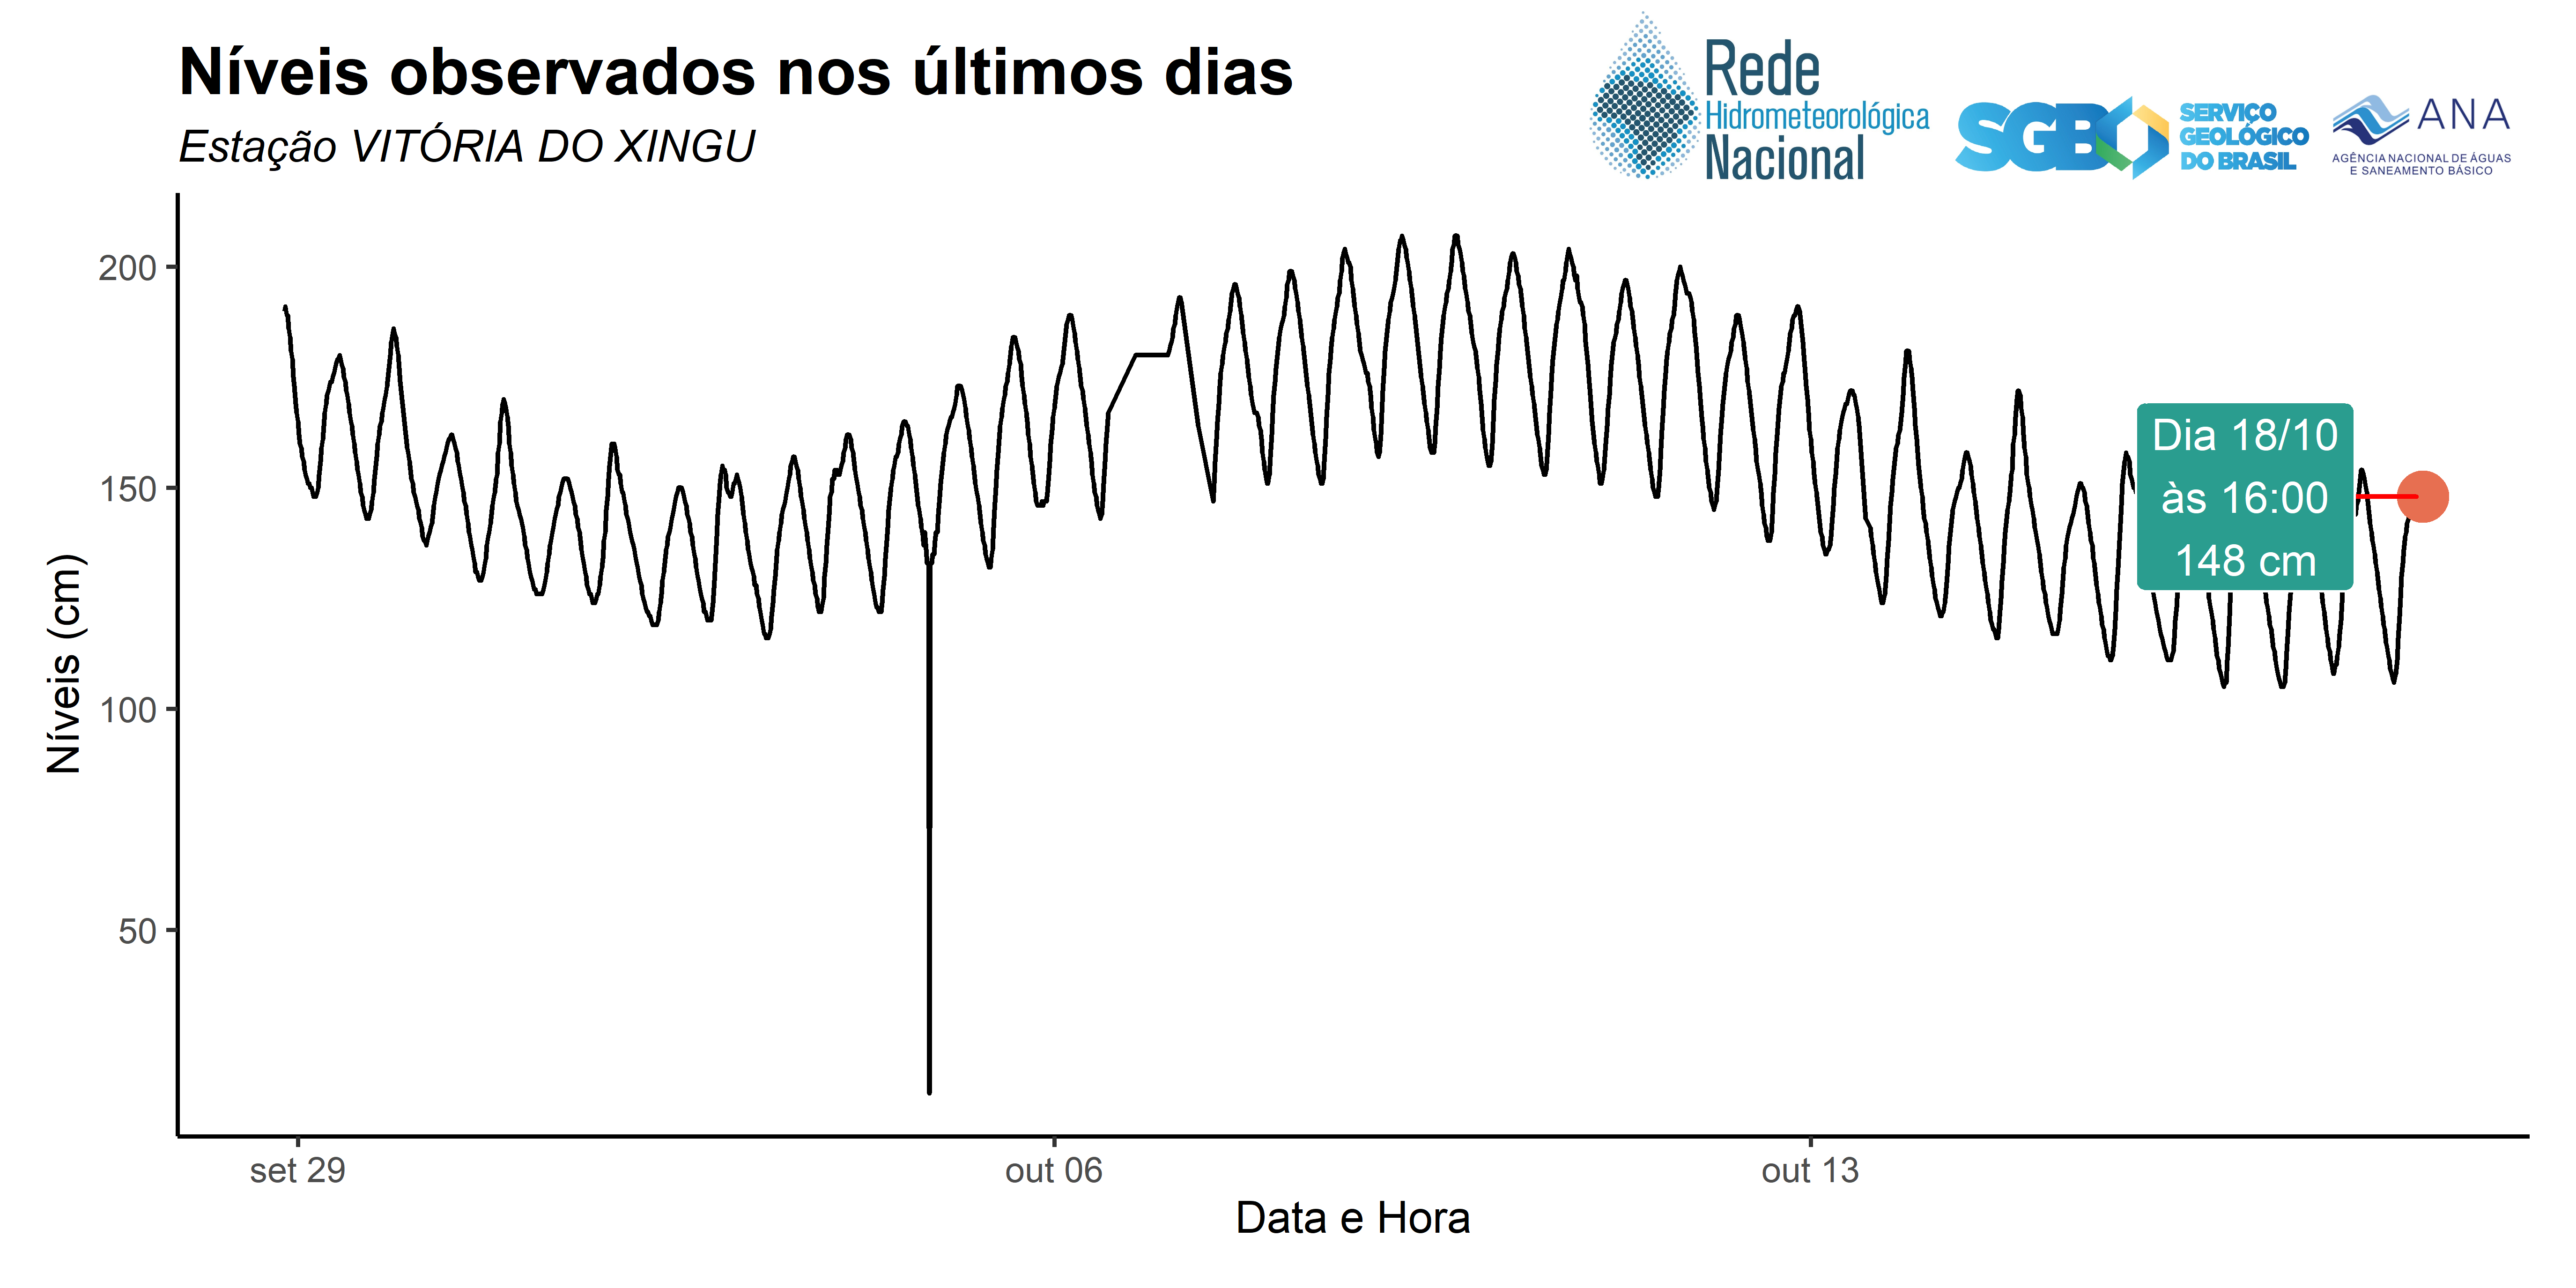 Níveis observados nos últimos dias
Estação VITÓRIA DO XINGU
Rede
Hidrometeorológica
Nacional
SGB
SERVIÇO
GEOLÓGICO
DO BRASIL
ANA
AGÊNCIA NACIONAL DE ÁGUAS
E SANEAMENTO BÁSICO
Níveis (cm)
200
150
100
50
Dia 18/10
às 16:00
148 cm
set 29
out 06
out 13
Data e Hora